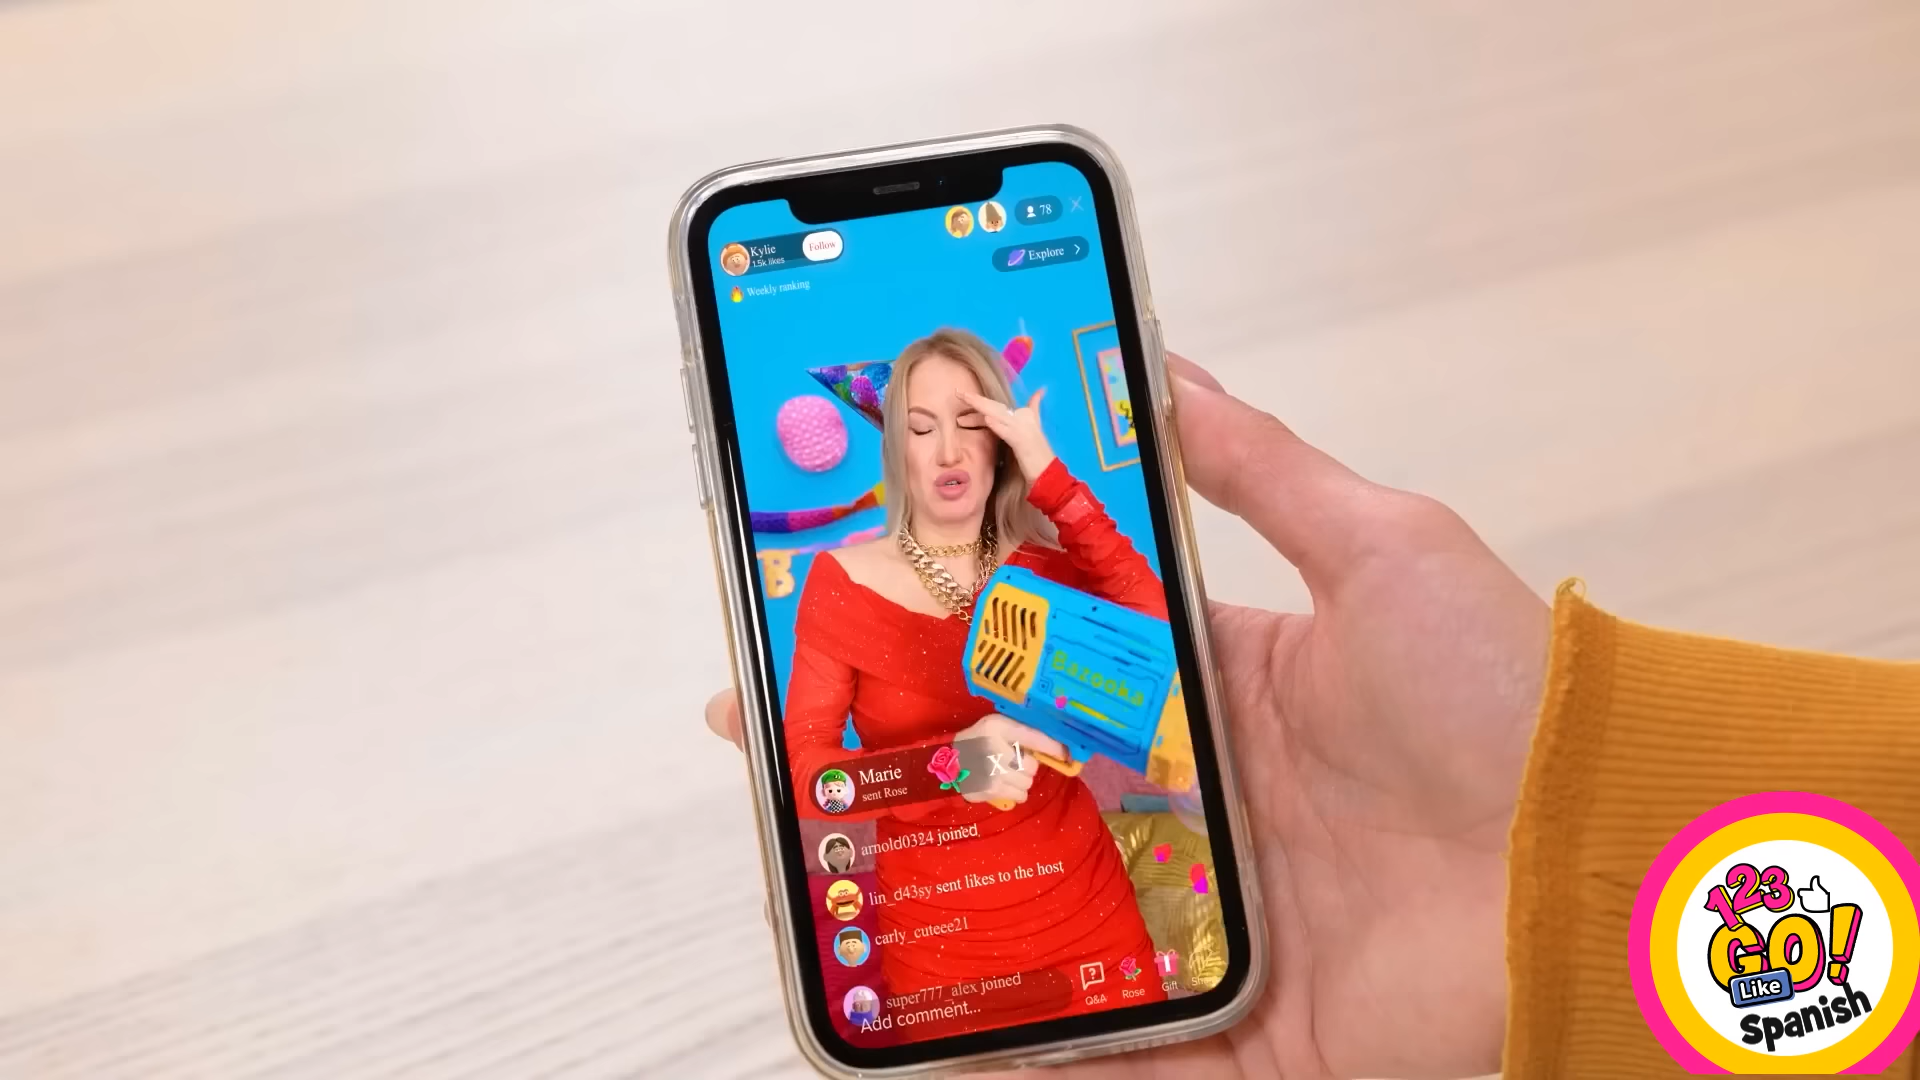 78
Kylie
Follow
1.5k likes
Explore
Weekly ranking
B
Bazooka
Marie
X 1
sent Rose
arnold0324 joined
lin_d43sy sent likes to the host
carly_cuteee21
super777_alex joined
Add comment...
Q&A
Rose
Gift
123
GO!
Like
Spanish